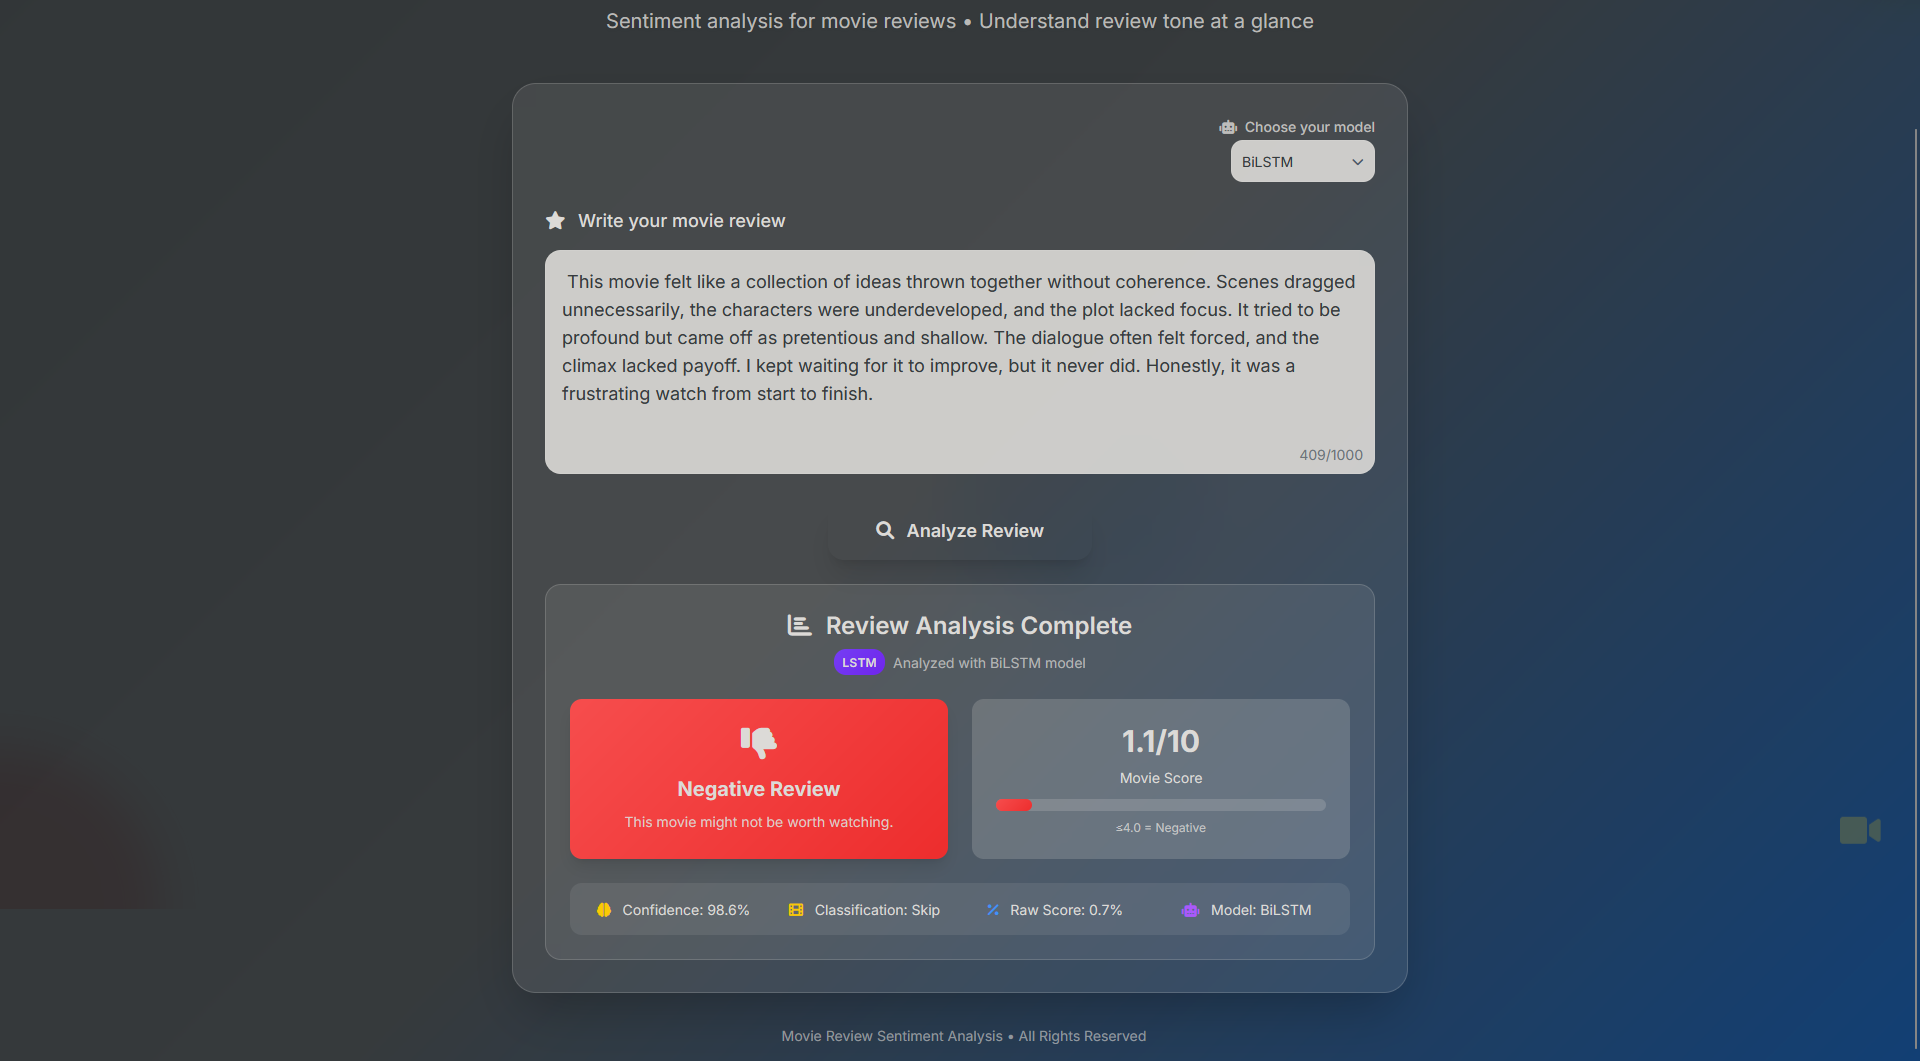 Sentiment analysis for movie reviews • Understand review tone at a glance
Choose your model
BiLSTM
Write your movie review
This movie felt like a collection of ideas thrown together without coherence. Scenes dragged
unnecessarily, the characters were underdeveloped, and the plot lacked focus. It tried to be
profound but came off as pretentious and shallow. The dialogue often felt forced, and the
climax lacked payoff. I kept waiting for it to improve, but it never did. Honestly, it was a
frustrating watch from start to finish.
409/1000
Analyze Review
Review Analysis Complete
LSTM Analyzed with BiLSTM model
Negative Review
This movie might not be worth watching.
1.1/10
Movie Score
≤4.0 = Negative
Confidence: 98.6% Classification: Skip Raw Score: 0.7% Model: BiLSTM
Movie Review Sentiment Analysis • All Rights Reserved